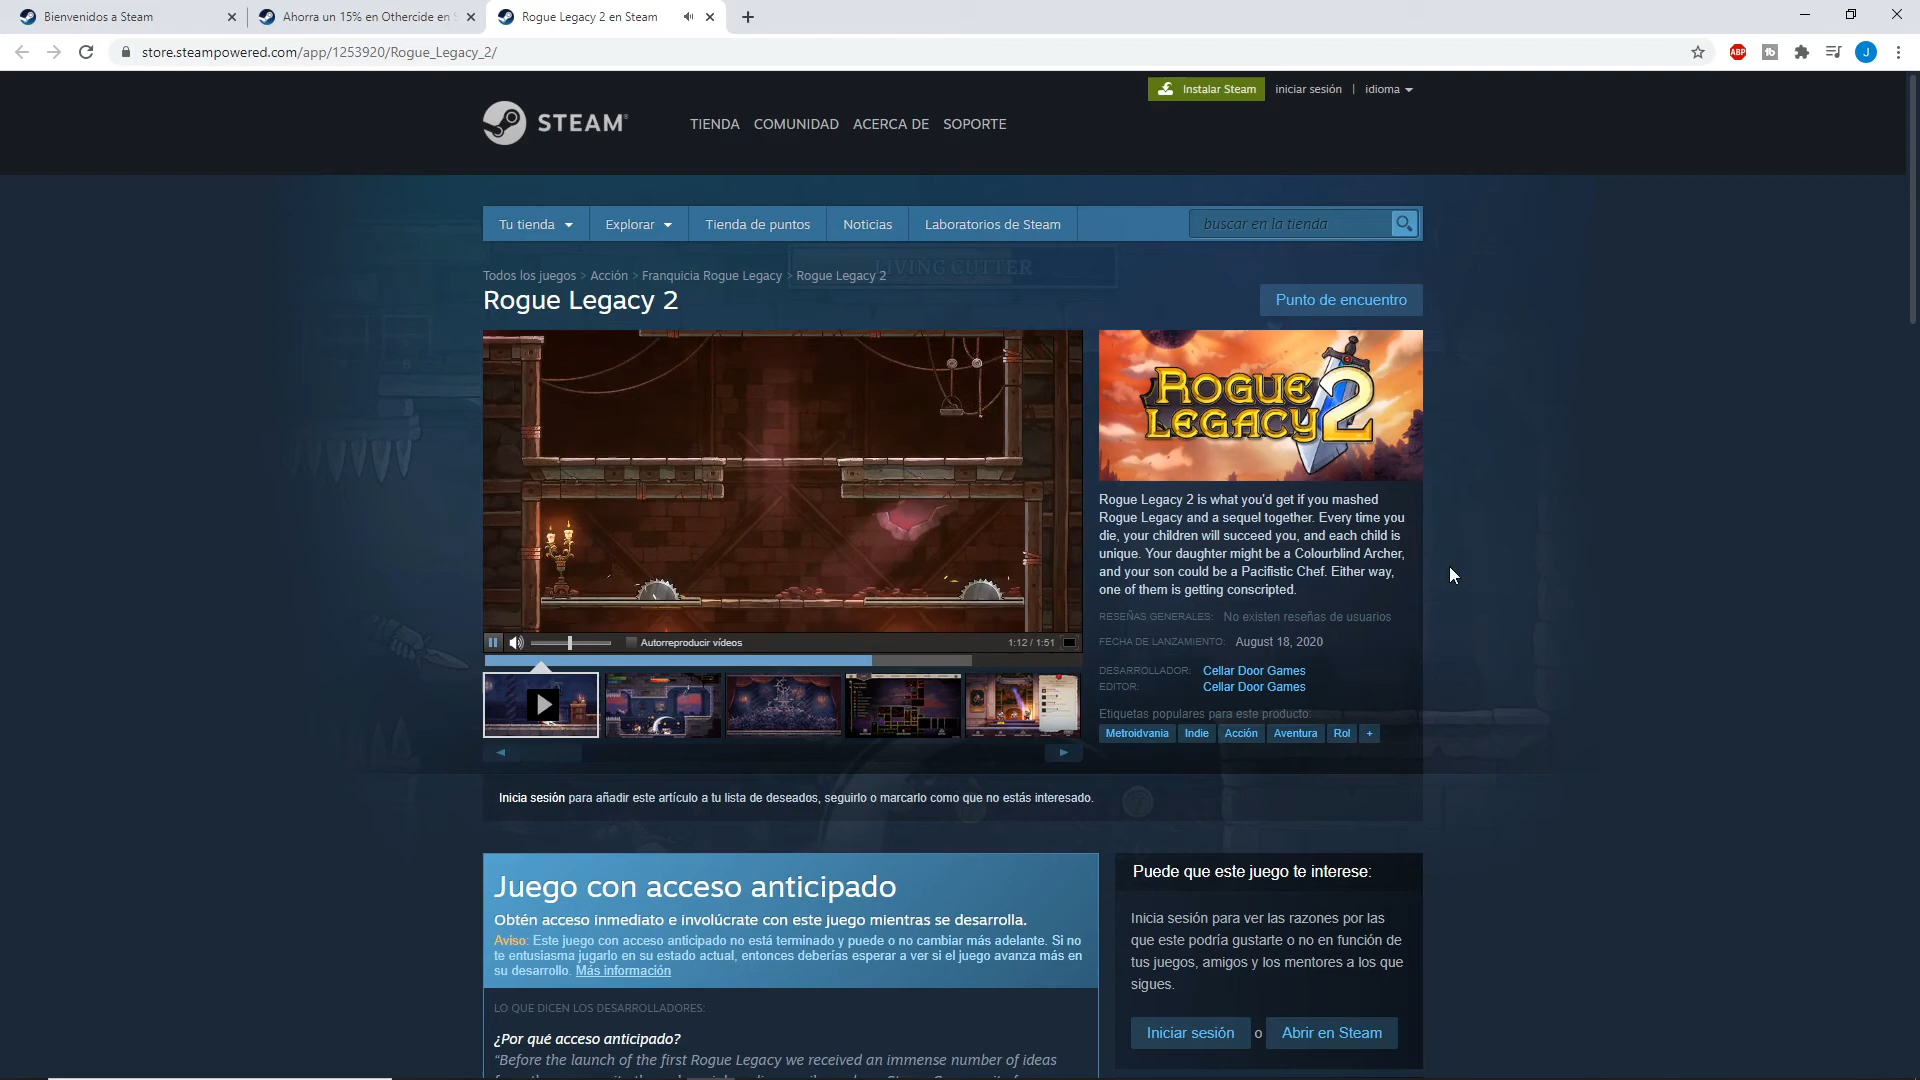 Bienvenidos a Steam
Ahorra un 15% en Othercide en S
Rogue Legacy 2 en Steam
store.steampowered.com/app/1253920/Rogue_Legacy_2/
ABP
J
Instalar Steam
iniciar sesión | idioma
STEAM®
TIENDA COMUNIDAD ACERCA DE SOPORTE
Tu tienda Explorar Tienda de puntos Noticias Laboratorios de Steam
buscar en la tienda
LIVING CUTTER
Todos los juegos > Acción > Franquicia Rogue Legacy > Rogue Legacy 2
Rogue Legacy 2
Punto de encuentro
ROGUE
LEGACY 2
Rogue Legacy 2 is what you'd get if you mashed
Rogue Legacy and a sequel together. Every time you
die, your children will succeed you, and each child is
unique. Your daughter might be a Colourblind Archer,
and your son could be a Pacifistic Chef. Either way,
one of them is getting conscripted.
RESEÑAS GENERALES: No existen reseñas de usuarios
FECHA DE LANZAMIENTO: August 18, 2020
DESARROLLADOR: Cellar Door Games
EDITOR: Cellar Door Games
Etiquetas populares para este producto:
Metroidvania Indie Acción Aventura Rol +
Autorreproducir vídeos
1:12 / 1:51
Inicia sesión para añadir este artículo a tu lista de deseados, seguirlo o marcarlo como que no estás interesado.
Juego con acceso anticipado
Obtén acceso inmediato e involúcrate con este juego mientras se desarrolla.
Aviso: Este juego con acceso anticipado no está terminado y puede o no cambiar más adelante. Si no
te entusiasma jugarlo en su estado actual, entonces deberías esperar a ver si el juego avanza más en
su desarrollo. Más información
LO QUE DICEN LOS DESARROLLADORES:
¿Por qué acceso anticipado?
“Before the launch of the first Rogue Legacy we received an immense number of ideas
Puede que este juego te interese:
Inicia sesión para ver las razones por las
que este podría gustarte o no en función de
tus juegos, amigos y los mentores a los que
sigues.
Iniciar sesión o Abrir en Steam